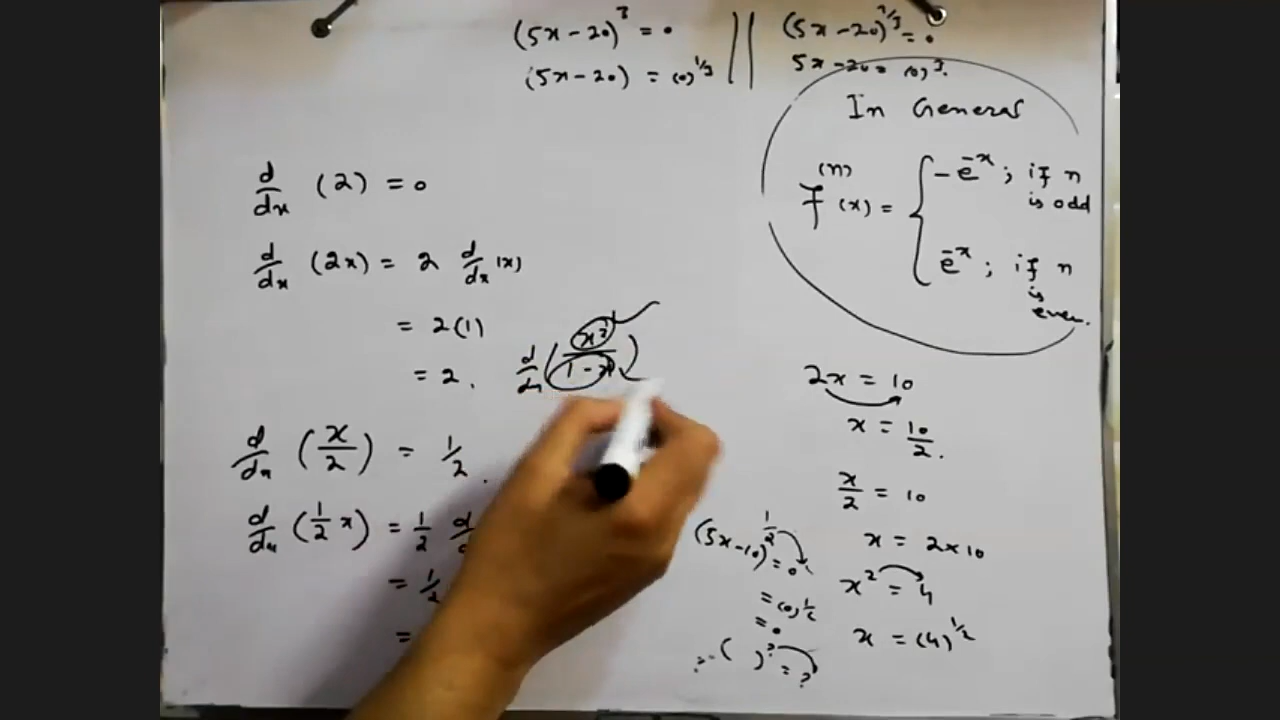 (5x-20)³ = 0
(5x-20) = (0)^1/3
(5x-20)^2/3 = 0
5x-20 = (0)³.
In General
f^(n)(x) = { -e^-x ; if n is odd
e^-x ; if n is even.
d/dx (2) = 0
d/dx (2x) = 2 d/dx (x)
= 2(1)
= 2.
d/dx (x²/1-x)
d/dx (x/2) = 1/2.
d/dx (1/2 x) = 1/2 d/
= 1/2
=
2x = 10
x = 10/2.
x/2 = 10
x = 2×10
x² = 4
x = (4)^1/2
(5x-10)^1/2 = 0
= (0)^1/2
= 0
?- ( )^? = ?